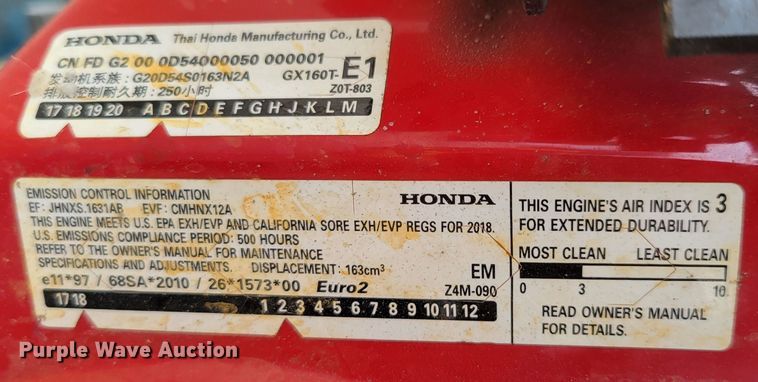 HONDA Thai Honda Manufacturing Co., Ltd.
CN FD G2 00 0D54000050 000001
发动机系族: G20D54S0163N2A GX160T-E1
排放控制耐久期: 250小时 Z0T-803
17 18 19 20 A B C D E F G H J K L M
EMISSION CONTROL INFORMATION HONDA
EF: JHNXS.1631AB EVF: CMHNX12A
THIS ENGINE MEETS U.S. EPA EXH/EVP AND CALIFORNIA SORE EXH/EVP REGS FOR 2018.
U.S. EMISSIONS COMPLIANCE PERIOD: 500 HOURS
REFER TO THE OWNER'S MANUAL FOR MAINTENANCE
SPECIFICATIONS AND ADJUSTMENTS. DISPLACEMENT: 163cm³ EM
e11*97 / 68SA*2010 / 26*1573*00 Euro2 Z4M-090
17 18 1 2 3 4 5 6 7 8 9 10 11 12
THIS ENGINE'S AIR INDEX IS 3
FOR EXTENDED DURABILITY.
MOST CLEAN LEAST CLEAN
0 3 10
READ OWNER'S MANUAL
FOR DETAILS.
Purple Wave Auction